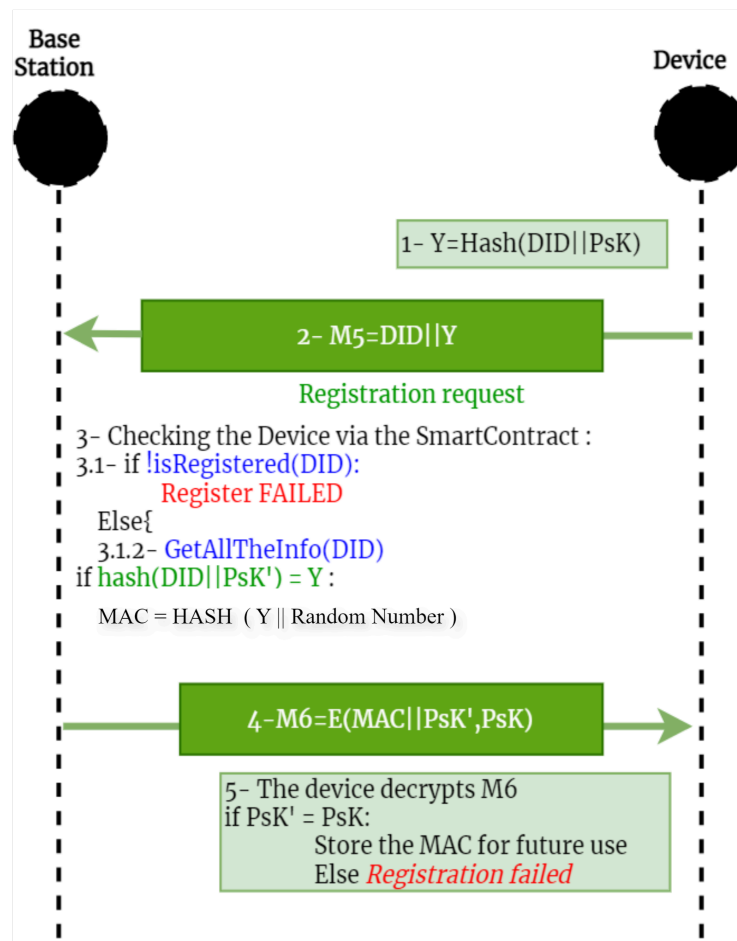 Base
Station
Device
1- Y=Hash(DID||PsK)
2- M5=DID||Y
Registration request
3- Checking the Device via the SmartContract :
3.1- if !isRegistered(DID):
Register FAILED
Else{
3.1.2- GetAllTheInfo(DID)
if hash(DID||PsK') = Y :
MAC = HASH ( Y || Random Number )
4-M6=E(MAC||PsK',PsK)
5- The device decrypts M6
if PsK' = PsK:
Store the MAC for future use
Else Registration failed